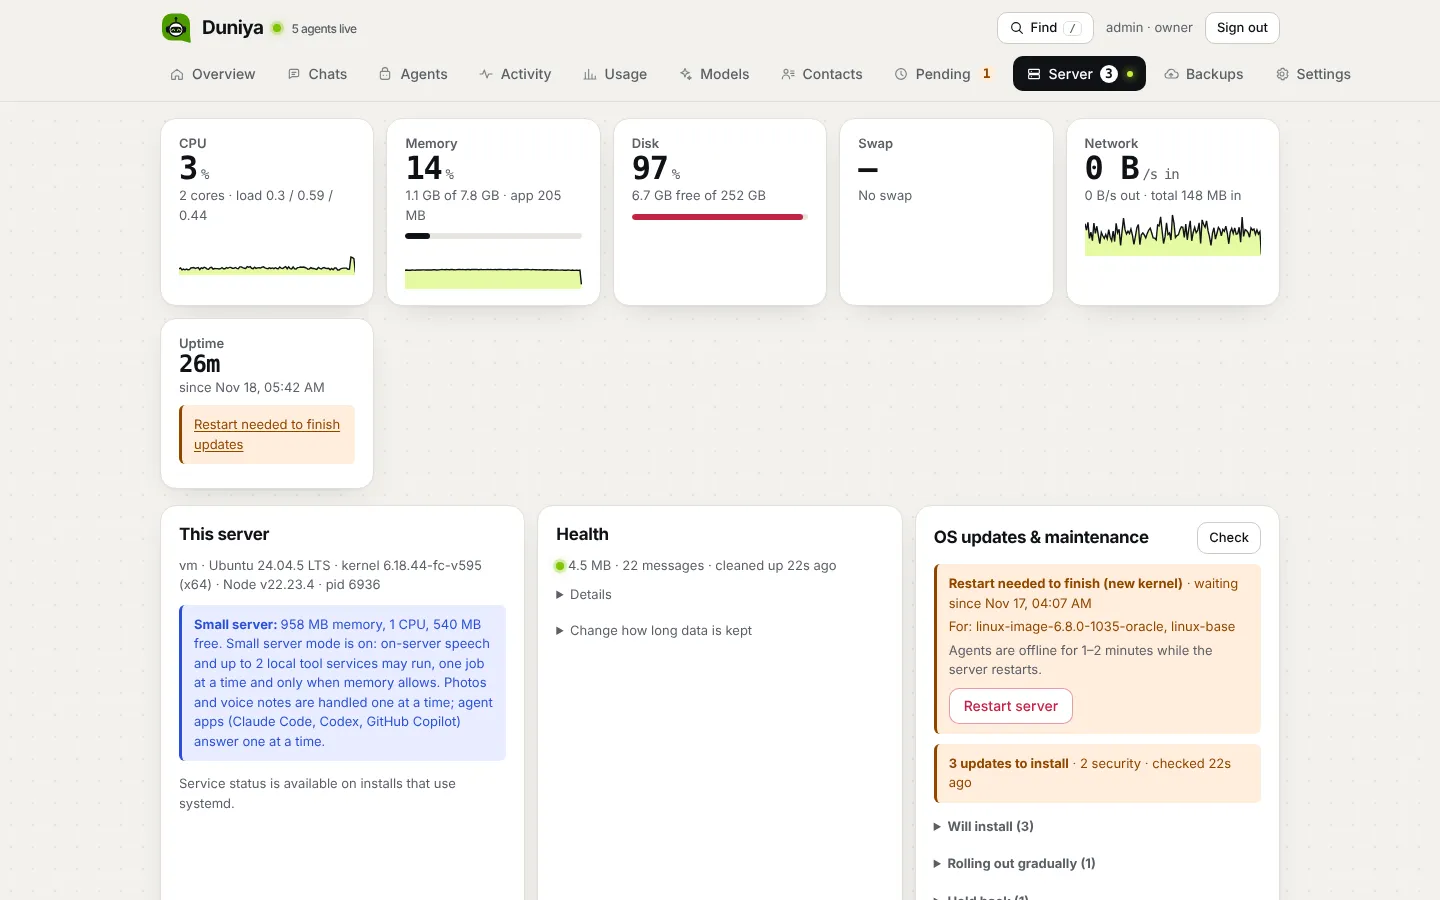 Duniya
5 agents live
Find /
admin · owner
Sign out
Overview
Chats
Agents
Activity
Usage
Models
Contacts
Pending 1
Server 3
Backups
Settings
CPU
3 %
2 cores · load 0.3 / 0.59 /
0.44
Memory
14 %
1.1 GB of 7.8 GB · app 205
MB
Disk
97 %
6.7 GB free of 252 GB
Swap
–
No swap
Network
0 B /s in
0 B/s out · total 148 MB in
Uptime
26m
since Nov 18, 05:42 AM
Restart needed to finish
updates
This server
vm · Ubuntu 24.04.5 LTS · kernel 6.18.44-fc-v595
(x64) · Node v22.23.4 · pid 6936
Small server: 958 MB memory, 1 CPU, 540 MB
free. Small server mode is on: on-server speech
and up to 2 local tool services may run, one job
at a time and only when memory allows. Photos
and voice notes are handled one at a time; agent
apps (Claude Code, Codex, GitHub Copilot)
answer one at a time.
Service status is available on installs that use
systemd.
Health
4.5 MB · 22 messages · cleaned up 22s ago
Details
Change how long data is kept
OS updates & maintenance
Check
Restart needed to finish (new kernel) · waiting
since Nov 17, 04:07 AM
For: linux-image-6.8.0-1035-oracle, linux-base
Agents are offline for 1–2 minutes while the
server restarts.
Restart server
3 updates to install · 2 security · checked 22s
ago
Will install (3)
Rolling out gradually (1)